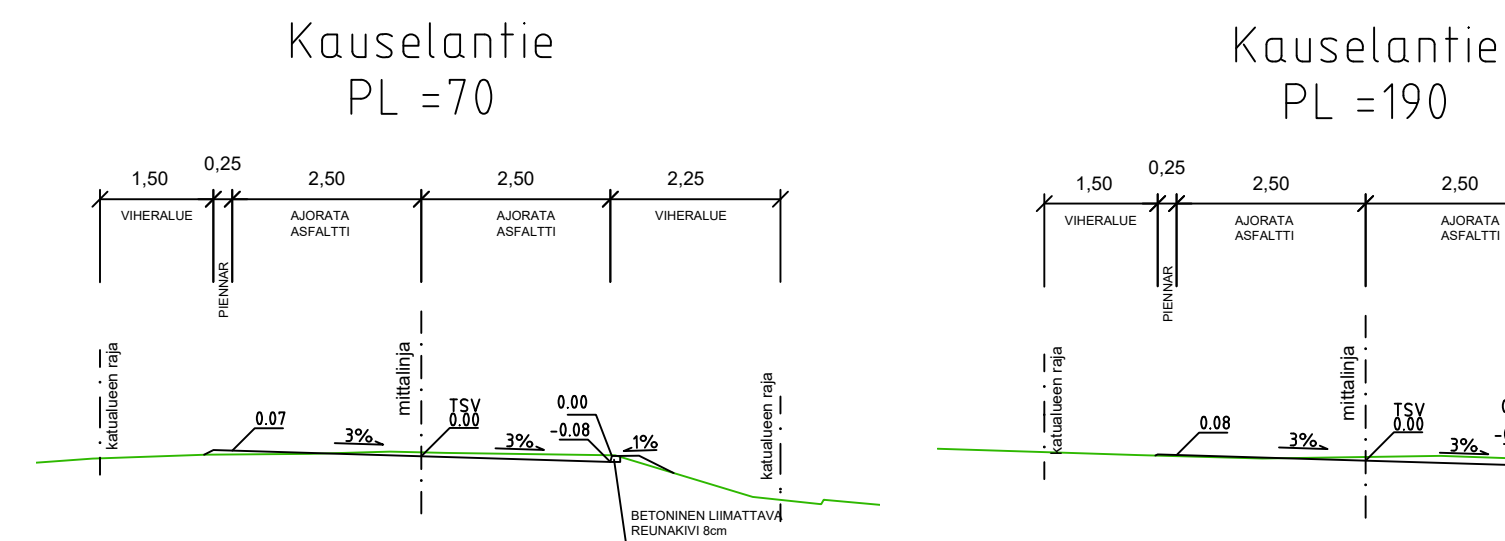 Kauselantie
PL =70
1,50
0,25
2,50
2,50
2,25
VIHERALUE
PIENNAR
AJORATA
ASFALTTI
AJORATA
ASFALTTI
VIHERALUE
katualueen raja
mittalinja
katualueen raja
0.07
3%
TSV
0.00
3%
0.00
-0.08
1%
BETONINEN LIIMATTAVA
REUNAKIVI 8cm
Kauselantie
PL =190
1,50
0,25
2,50
2,50
VIHERALUE
PIENNAR
AJORATA
ASFALTTI
AJORATA
ASFALTTI
katualueen raja
mittalinja
0.08
3%
TSV
0.00
3%